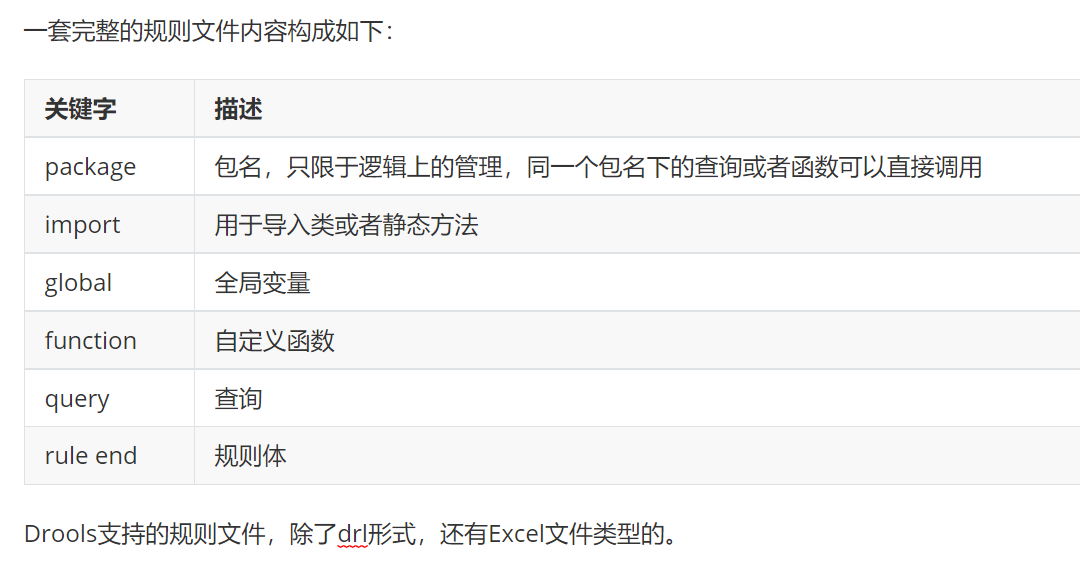 一套完整的规则文件内容构成如下：
关键字 描述
package 包名，只限于逻辑上的管理，同一个包名下的查询或者函数可以直接调用
import 用于导入类或者静态方法
global 全局变量
function 自定义函数
query 查询
rule end 规则体
Drools支持的规则文件，除了drl形式，还有Excel文件类型的。